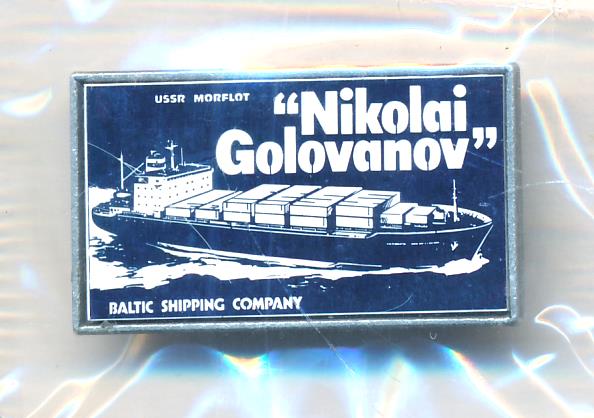 USSR MORFLOT
“Nikolai
Golovanov”
BALTIC SHIPPING COMPANY